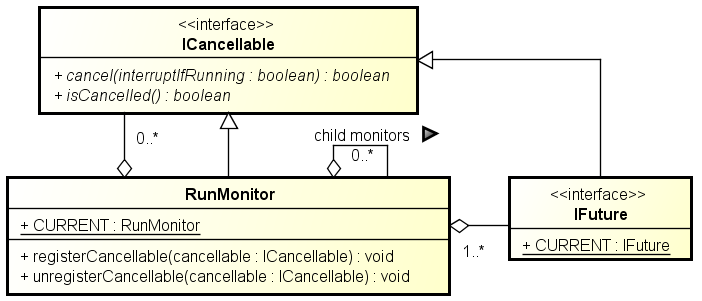 <<interface>>
ICancellable
+ cancel(interruptIfRunning : boolean) : boolean
+ isCancelled() : boolean
0..*
child monitors
0..*
RunMonitor
+ CURRENT : RunMonitor
+ registerCancellable(cancellable : ICancellable) : void
+ unregisterCancellable(cancellable : ICancellable) : void
1..*
<<interface>>
IFuture
+ CURRENT : IFuture